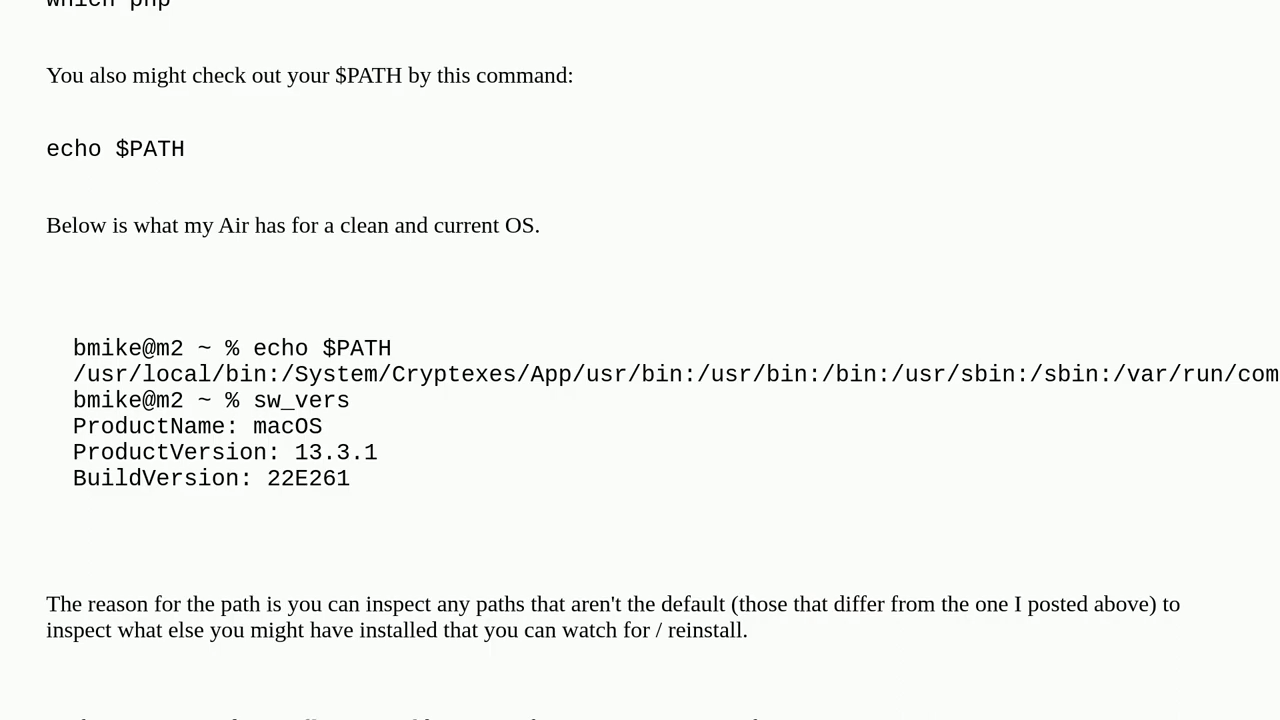 which php
You also might check out your $PATH by this command:
echo $PATH
Below is what my Air has for a clean and current OS.
bmike@m2 ~ % echo $PATH
/usr/local/bin:/System/Cryptexes/App/usr/bin:/usr/bin:/bin:/usr/sbin:/sbin:/var/run/com
bmike@m2 ~ % sw_vers
ProductName: macOS
ProductVersion: 13.3.1
BuildVersion: 22E261
The reason for the path is you can inspect any paths that aren't the default (those that differ from the one I posted above) to
inspect what else you might have installed that you can watch for / reinstall.